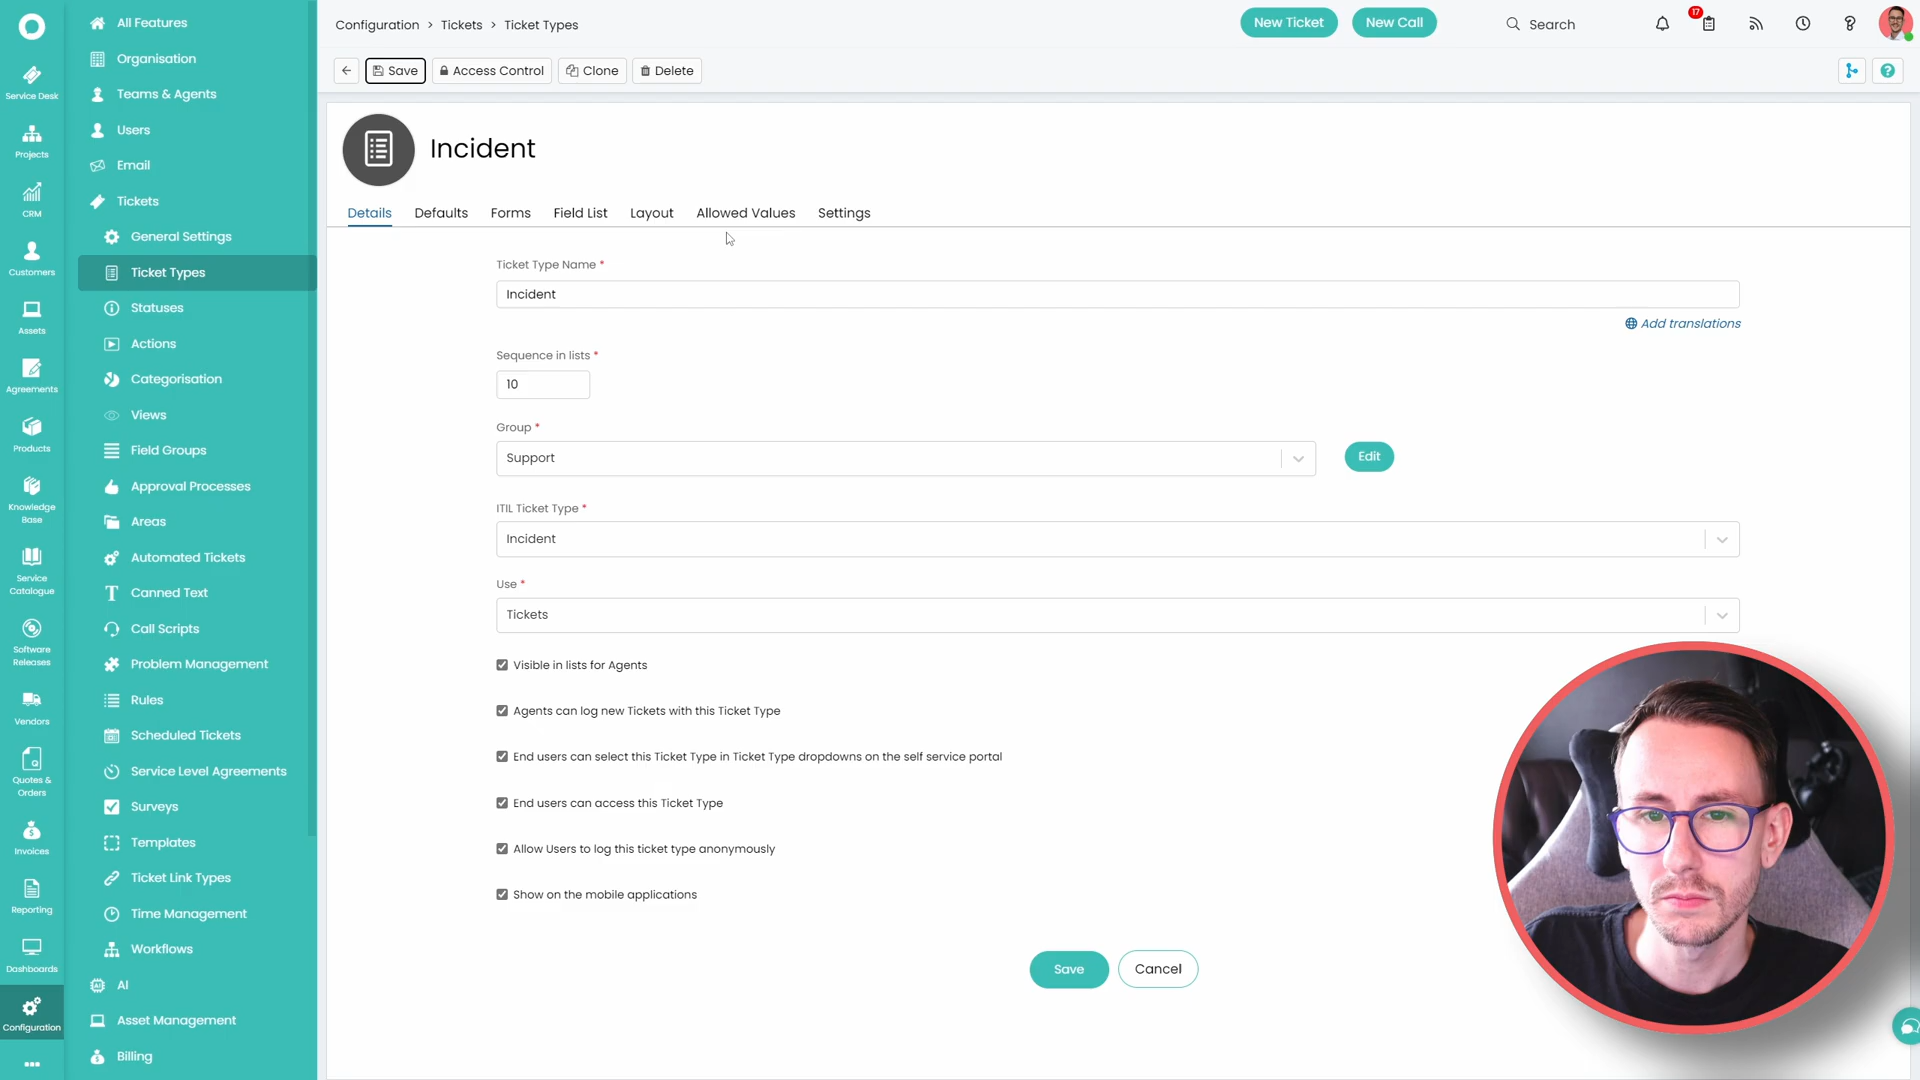 Service Desk
Projects
CRM
Customers
Assets
Agreements
Products
Knowledge
Base
Service
Catalogue
Software
Releases
Vendors
Quotes &
Orders
Invoices
Reporting
Dashboards
Configuration
All Features
Organisation
Teams & Agents
Users
Email
Tickets
General Settings
Ticket Types
Statuses
Actions
Categorisation
Views
Field Groups
Approval Processes
Areas
Automated Tickets
Canned Text
Call Scripts
Problem Management
Rules
Scheduled Tickets
Service Level Agreements
Surveys
Templates
Ticket Link Types
Time Management
Workflows
AI
Asset Management
Billing
Configuration > Tickets > Ticket Types
New Ticket New Call Search 17
Save Access Control Clone Delete
Incident
Details Defaults Forms Field List Layout Allowed Values Settings
Ticket Type Name *
Incident
Add translations
Sequence in lists *
10
Group *
Support Edit
ITIL Ticket Type *
Incident
Use *
Tickets
Visible in lists for Agents
Agents can log new Tickets with this Ticket Type
End users can select this Ticket Type in Ticket Type dropdowns on the self service portal
End users can access this Ticket Type
Allow Users to log this ticket type anonymously
Show on the mobile applications
Save Cancel